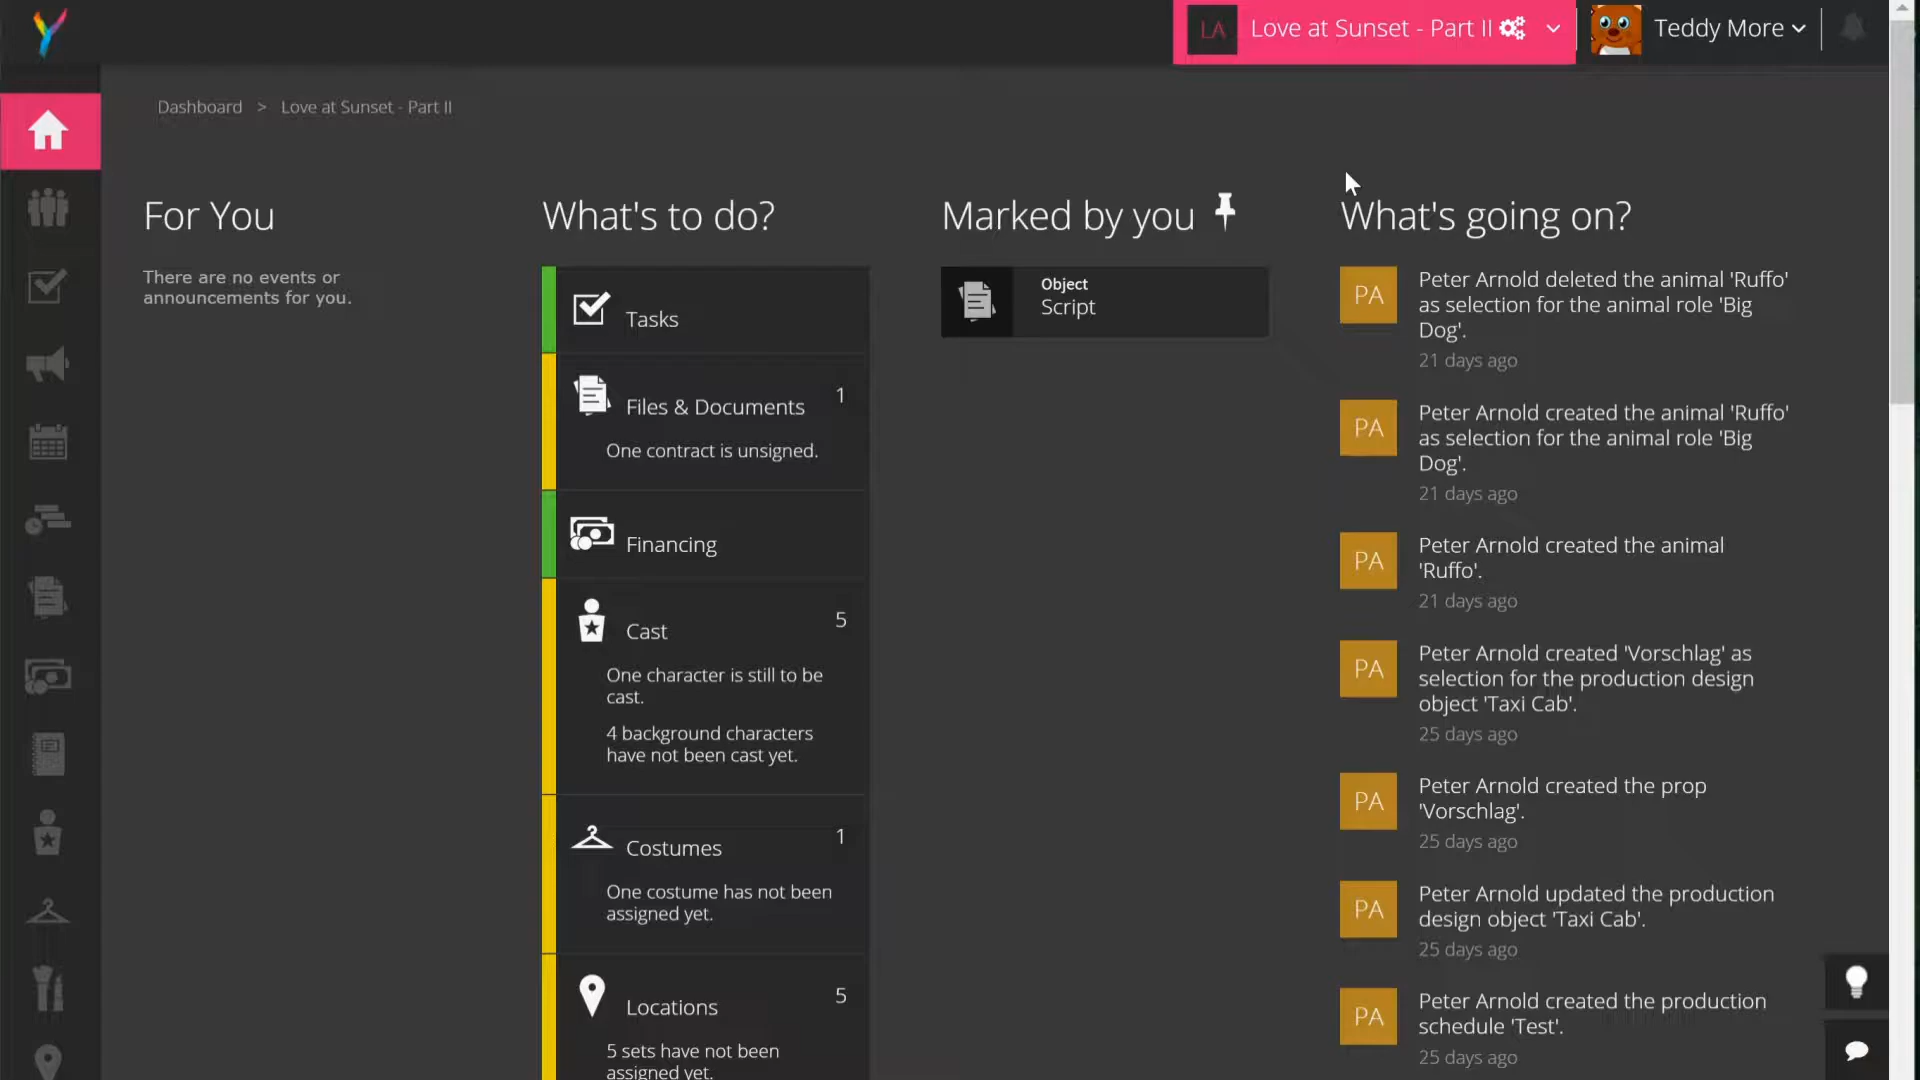 LA Love at Sunset - Part II
Teddy More
Dashboard > Love at Sunset - Part II
For You
There are no events or
announcements for you.
What's to do?
Tasks
Files & Documents 1
One contract is unsigned.
Financing
Cast 5
One character is still to be
cast.
4 background characters
have not been cast yet.
Costumes 1
One costume has not been
assigned yet.
Locations 5
5 sets have not been
assigned yet.
Marked by you
Object
Script
What's going on?
PA
Peter Arnold deleted the animal 'Ruffo'
as selection for the animal role 'Big
Dog'.
21 days ago
PA
Peter Arnold created the animal 'Ruffo'
as selection for the animal role 'Big
Dog'.
21 days ago
PA
Peter Arnold created the animal
'Ruffo'.
21 days ago
PA
Peter Arnold created 'Vorschlag' as
selection for the production design
object 'Taxi Cab'.
25 days ago
PA
Peter Arnold created the prop
'Vorschlag'.
25 days ago
PA
Peter Arnold updated the production
design object 'Taxi Cab'.
25 days ago
PA
Peter Arnold created the production
schedule 'Test'.
25 days ago